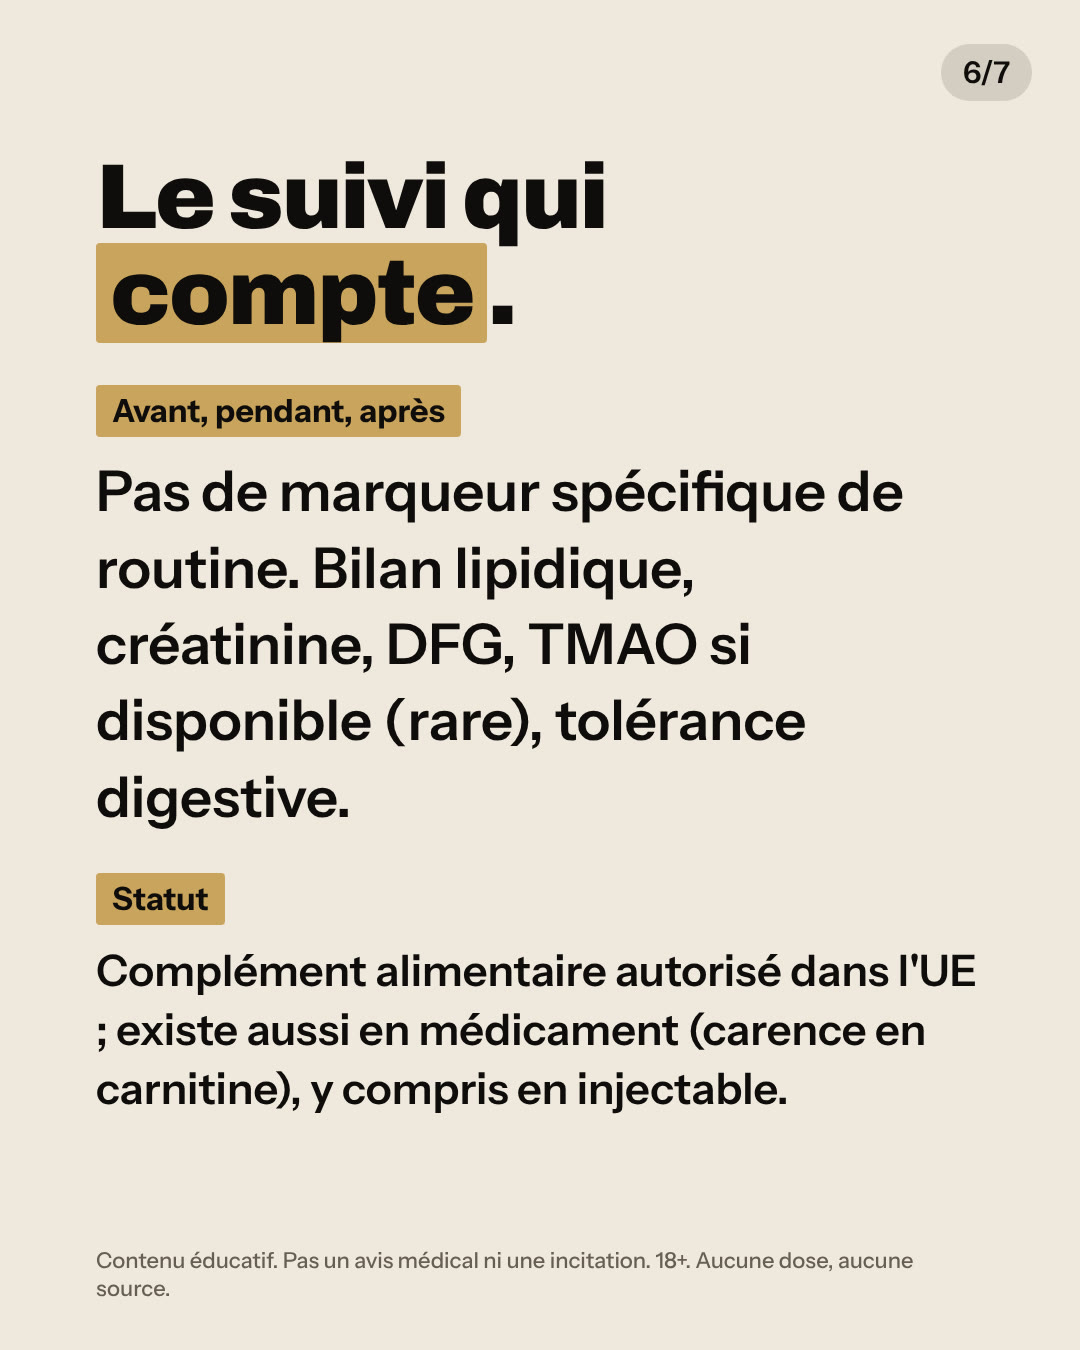 6/7
Le suivi qui
compte.
Avant, pendant, après
Pas de marqueur spécifique de
routine. Bilan lipidique,
créatinine, DFG, TMAO si
disponible (rare), tolérance
digestive.
Statut
Complément alimentaire autorisé dans l'UE
; existe aussi en médicament (carence en
carnitine), y compris en injectable.
Contenu éducatif. Pas un avis médical ni une incitation. 18+. Aucune dose, aucune
source.